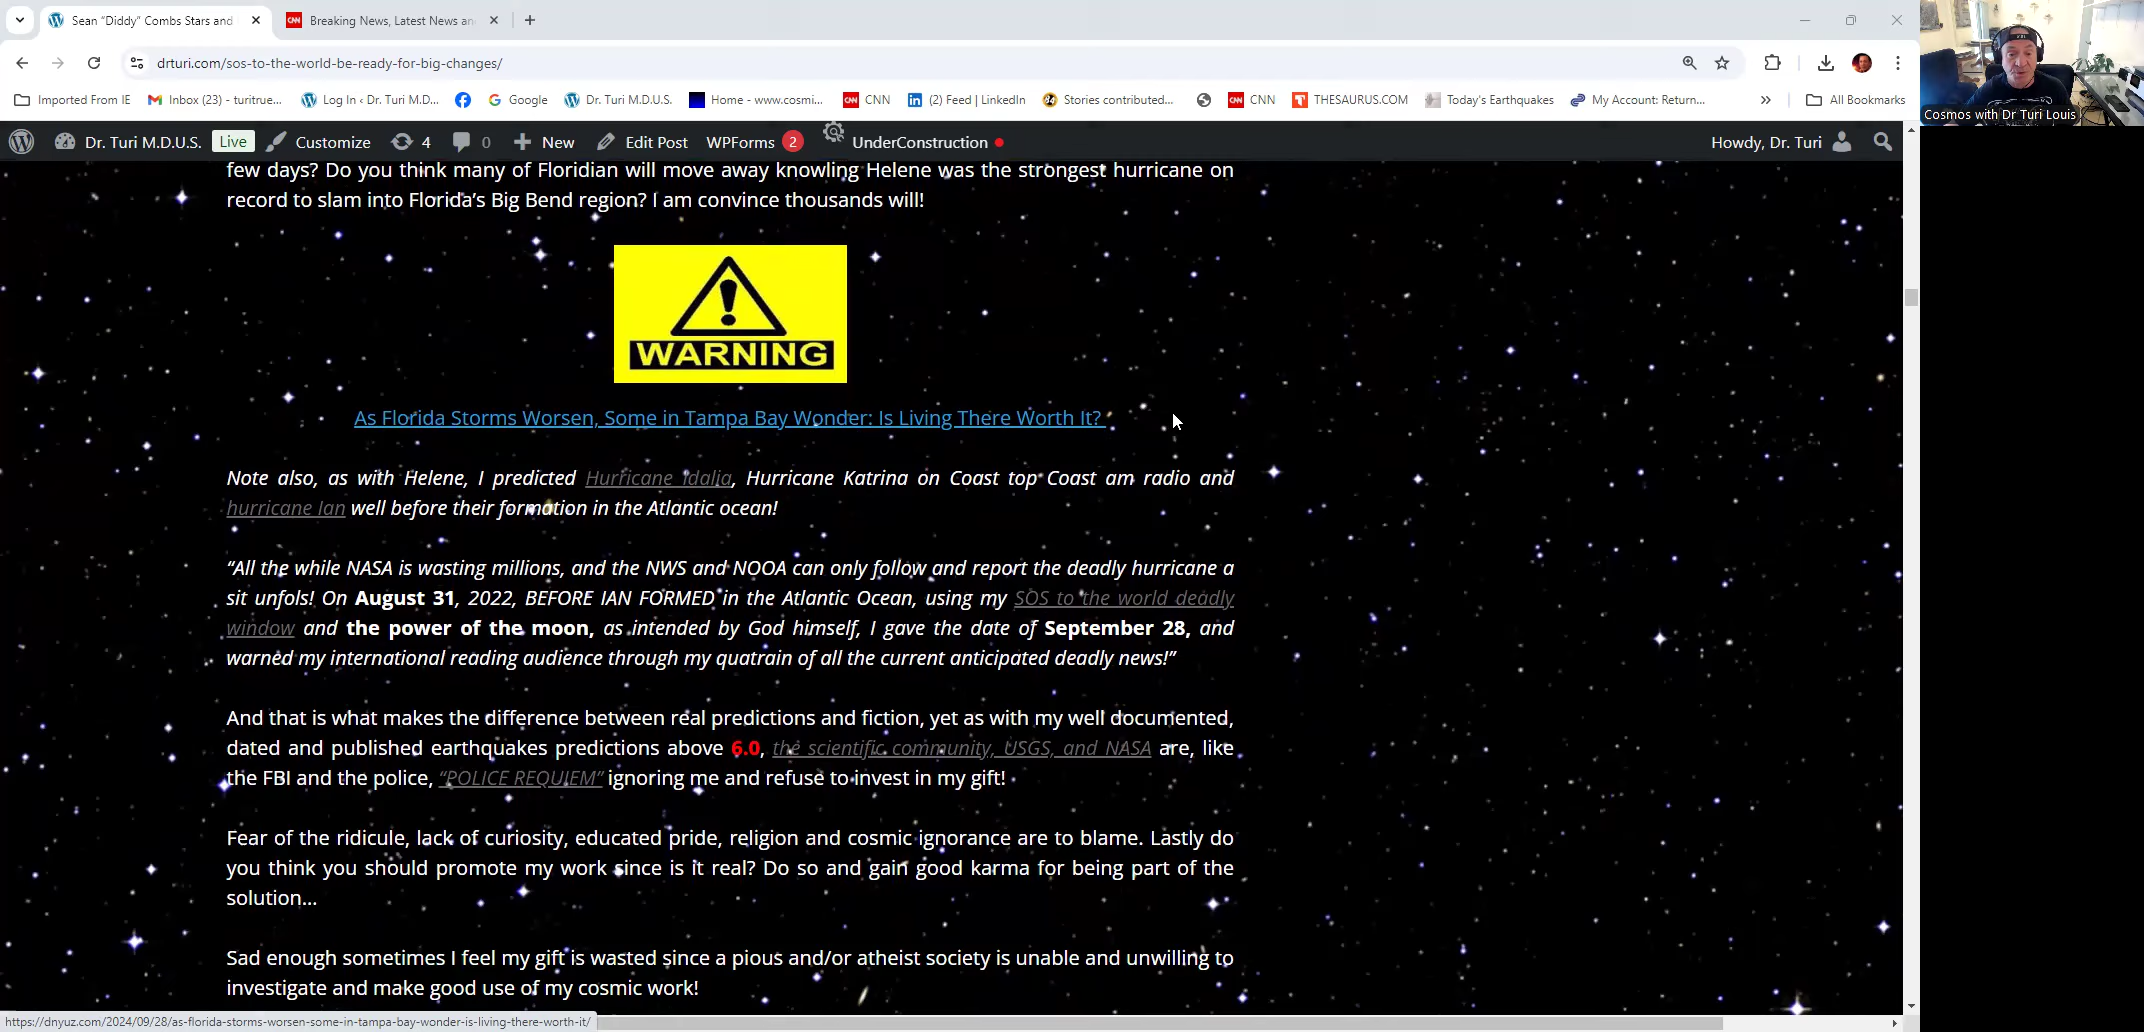 Sean "Diddy" Combs Stars and
Breaking News, Latest News an
drturi.com/sos-to-the-world-be-ready-for-big-changes/
Imported From IE
Inbox (23) - turitrue...
Log In ‹ Dr. Turi M.D...
Google
Dr. Turi M.D.U.S.
Home - www.cosmi...
CNN
(2) Feed | LinkedIn
Stories contributed...
CNN
THESAURUS.COM
Today's Earthquakes
My Account: Return...
All Bookmarks
Cosmos with Dr Turi Louis
Dr. Turi M.D.U.S.
Live
Customize
4
0
New
Edit Post
WPForms
2
UnderConstruction
Howdy, Dr. Turi
few days? Do you think many of Floridian will move away knowing Helene was the strongest hurricane on
record to slam into Florida's Big Bend region? I am convince thousands will!
WARNING
As Florida Storms Worsen, Some in Tampa Bay Wonder: Is Living There Worth It?
Note also, as with Helene, I predicted Hurricane Idalia, Hurricane Katrina on Coast top Coast am radio and
hurricane Ian well before their formation in the Atlantic ocean!
"All the while NASA is wasting millions, and the NWS and NOOA can only follow and report the deadly hurricane a
sit unfols! On August 31, 2022, BEFORE IAN FORMED in the Atlantic Ocean, using my SOS to the world deadly
window and the power of the moon, as intended by God himself, I gave the date of September 28, and
warned my international reading audience through my quatrain of all the current anticipated deadly news!"
And that is what makes the difference between real predictions and fiction, yet as with my well documented,
dated and published earthquakes predictions above 6.0, the scientific community, USGS, and NASA are, like
the FBI and the police, "POLICE REQUIEM" ignoring me and refuse to invest in my gift!
Fear of the ridicule, lack of curiosity, educated pride, religion and cosmic ignorance are to blame. Lastly do
you think you should promote my work since is it real? Do so and gain good karma for being part of the
solution...
Sad enough sometimes I feel my gift is wasted since a pious and/or atheist society is unable and unwilling to
investigate and make good use of my cosmic work!
https://dnyuz.com/2024/09/28/as-florida-storms-worsen-some-in-tampa-bay-wonder-is-living-there-worth-it/